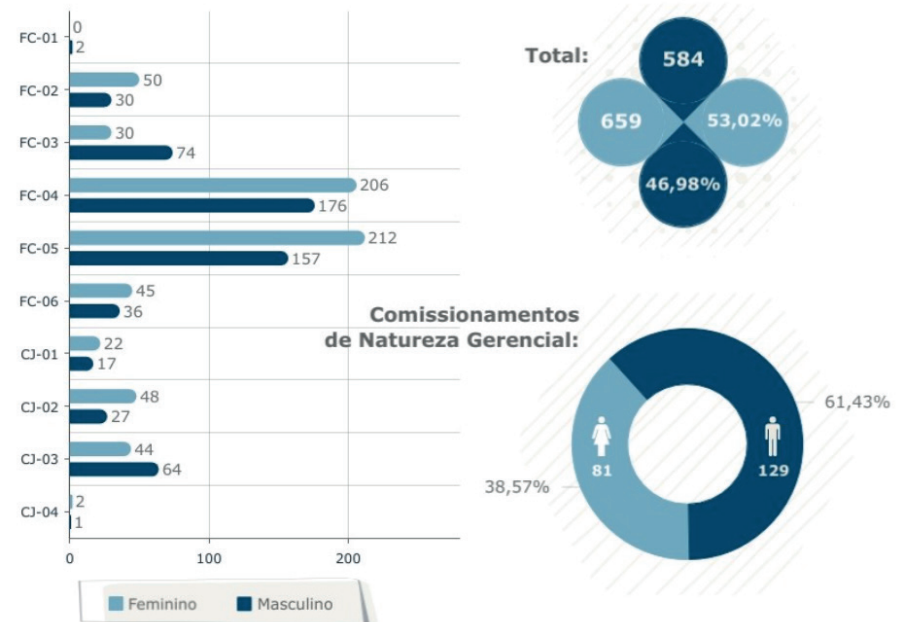 FC-01
0
2
FC-02
50
30
FC-03
30
74
FC-04
206
176
FC-05
212
157
FC-06
45
36
CJ-01
22
17
CJ-02
48
27
CJ-03
44
64
CJ-04
2
1
0 100 200
Feminino Masculino
Total:
584
659 53,02%
46,98%
Comissionamentos
de Natureza Gerencial:
61,43%
81 129
38,57%